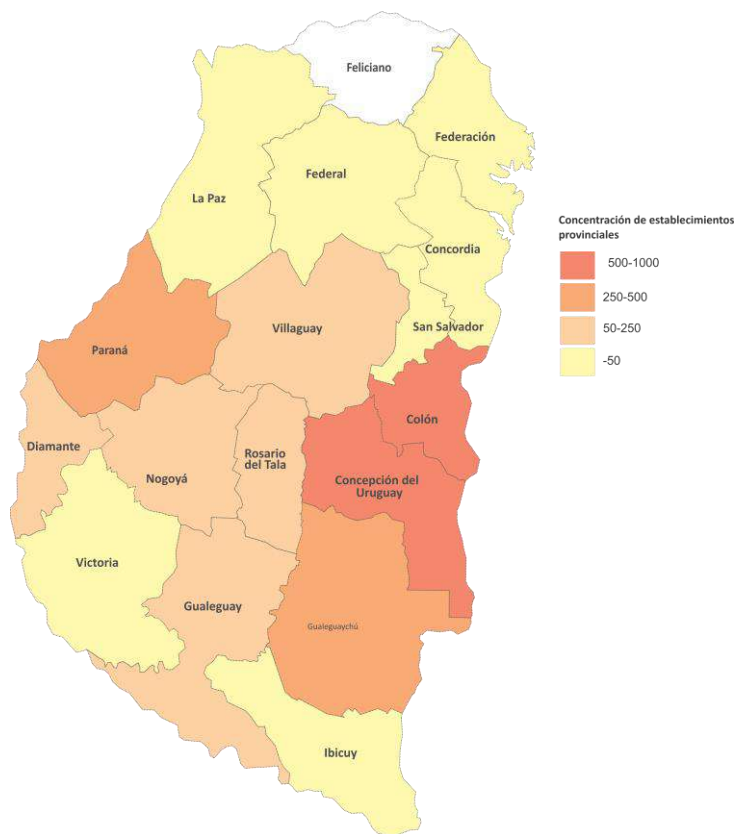 Feliciano
Federación
Federal
La Paz
Concordia
San Salvador
Villaguay
Paraná
Colón
Diamante
Nogoyá
Rosario
del Tala
Concepción del
Uruguay
Victoria
Gualeguay
Gualeguaychú
Ibicuy
Concentración de establecimientos
provinciales
500-1000
250-500
50-250
-50